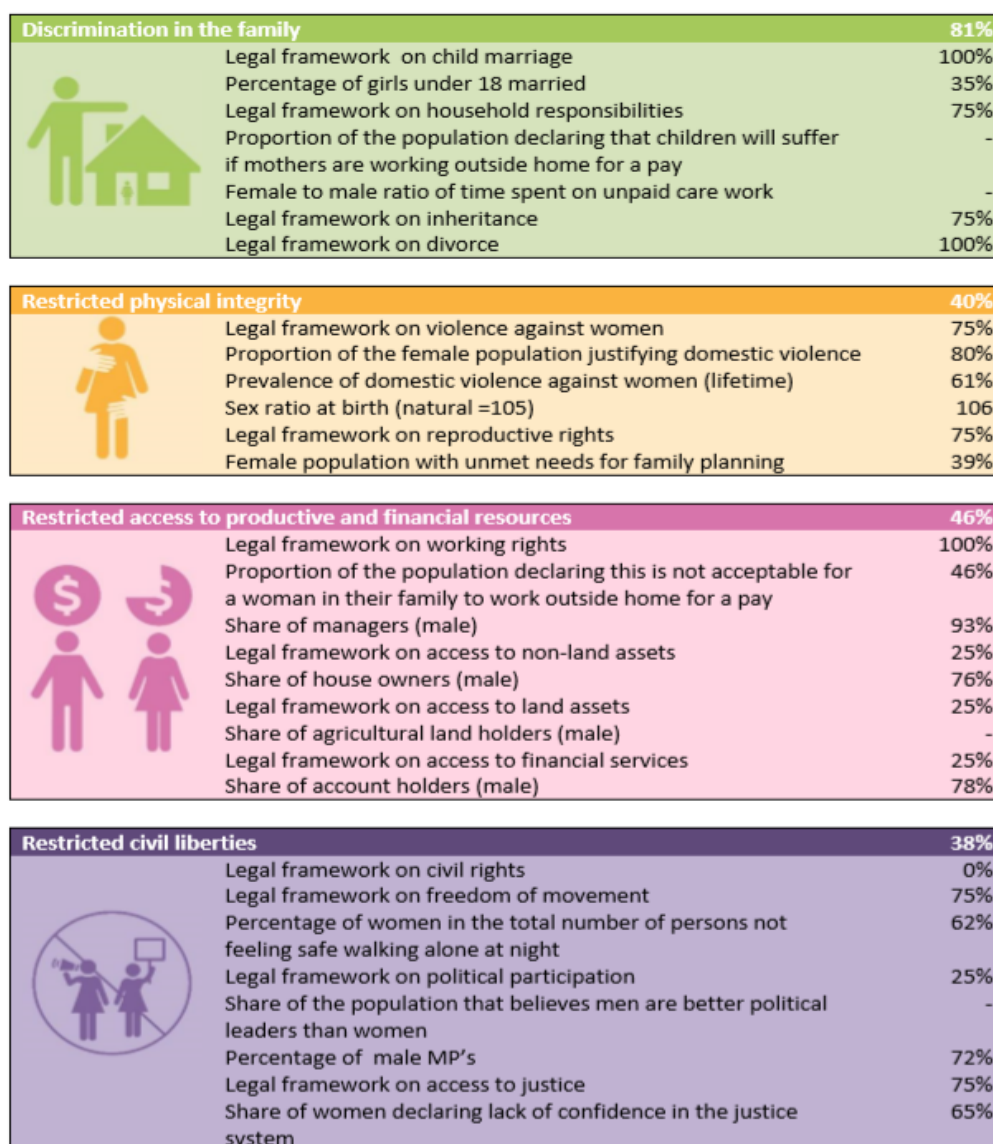 Discrimination in the family 81%
Legal framework on child marriage 100%
Percentage of girls under 18 married 35%
Legal framework on household responsibilities 75%
Proportion of the population declaring that children will suffer -
if mothers are working outside home for a pay
Female to male ratio of time spent on unpaid care work -
Legal framework on inheritance 75%
Legal framework on divorce 100%
Restricted physical integrity 40%
Legal framework on violence against women 75%
Proportion of the female population justifying domestic violence 80%
Prevalence of domestic violence against women (lifetime) 61%
Sex ratio at birth (natural =105) 106
Legal framework on reproductive rights 75%
Female population with unmet needs for family planning 39%
Restricted access to productive and financial resources 46%
Legal framework on working rights 100%
Proportion of the population declaring this is not acceptable for 46%
a woman in their family to work outside home for a pay
Share of managers (male) 93%
Legal framework on access to non-land assets 25%
Share of house owners (male) 76%
Legal framework on access to land assets 25%
Share of agricultural land holders (male) -
Legal framework on access to financial services 25%
Share of account holders (male) 78%
$ $
Restricted civil liberties 38%
Legal framework on civil rights 0%
Legal framework on freedom of movement 75%
Percentage of women in the total number of persons not 62%
feeling safe walking alone at night
Legal framework on political participation 25%
Share of the population that believes men are better political -
leaders than women
Percentage of male MP's 72%
Legal framework on access to justice 75%
Share of women declaring lack of confidence in the justice 65%
system